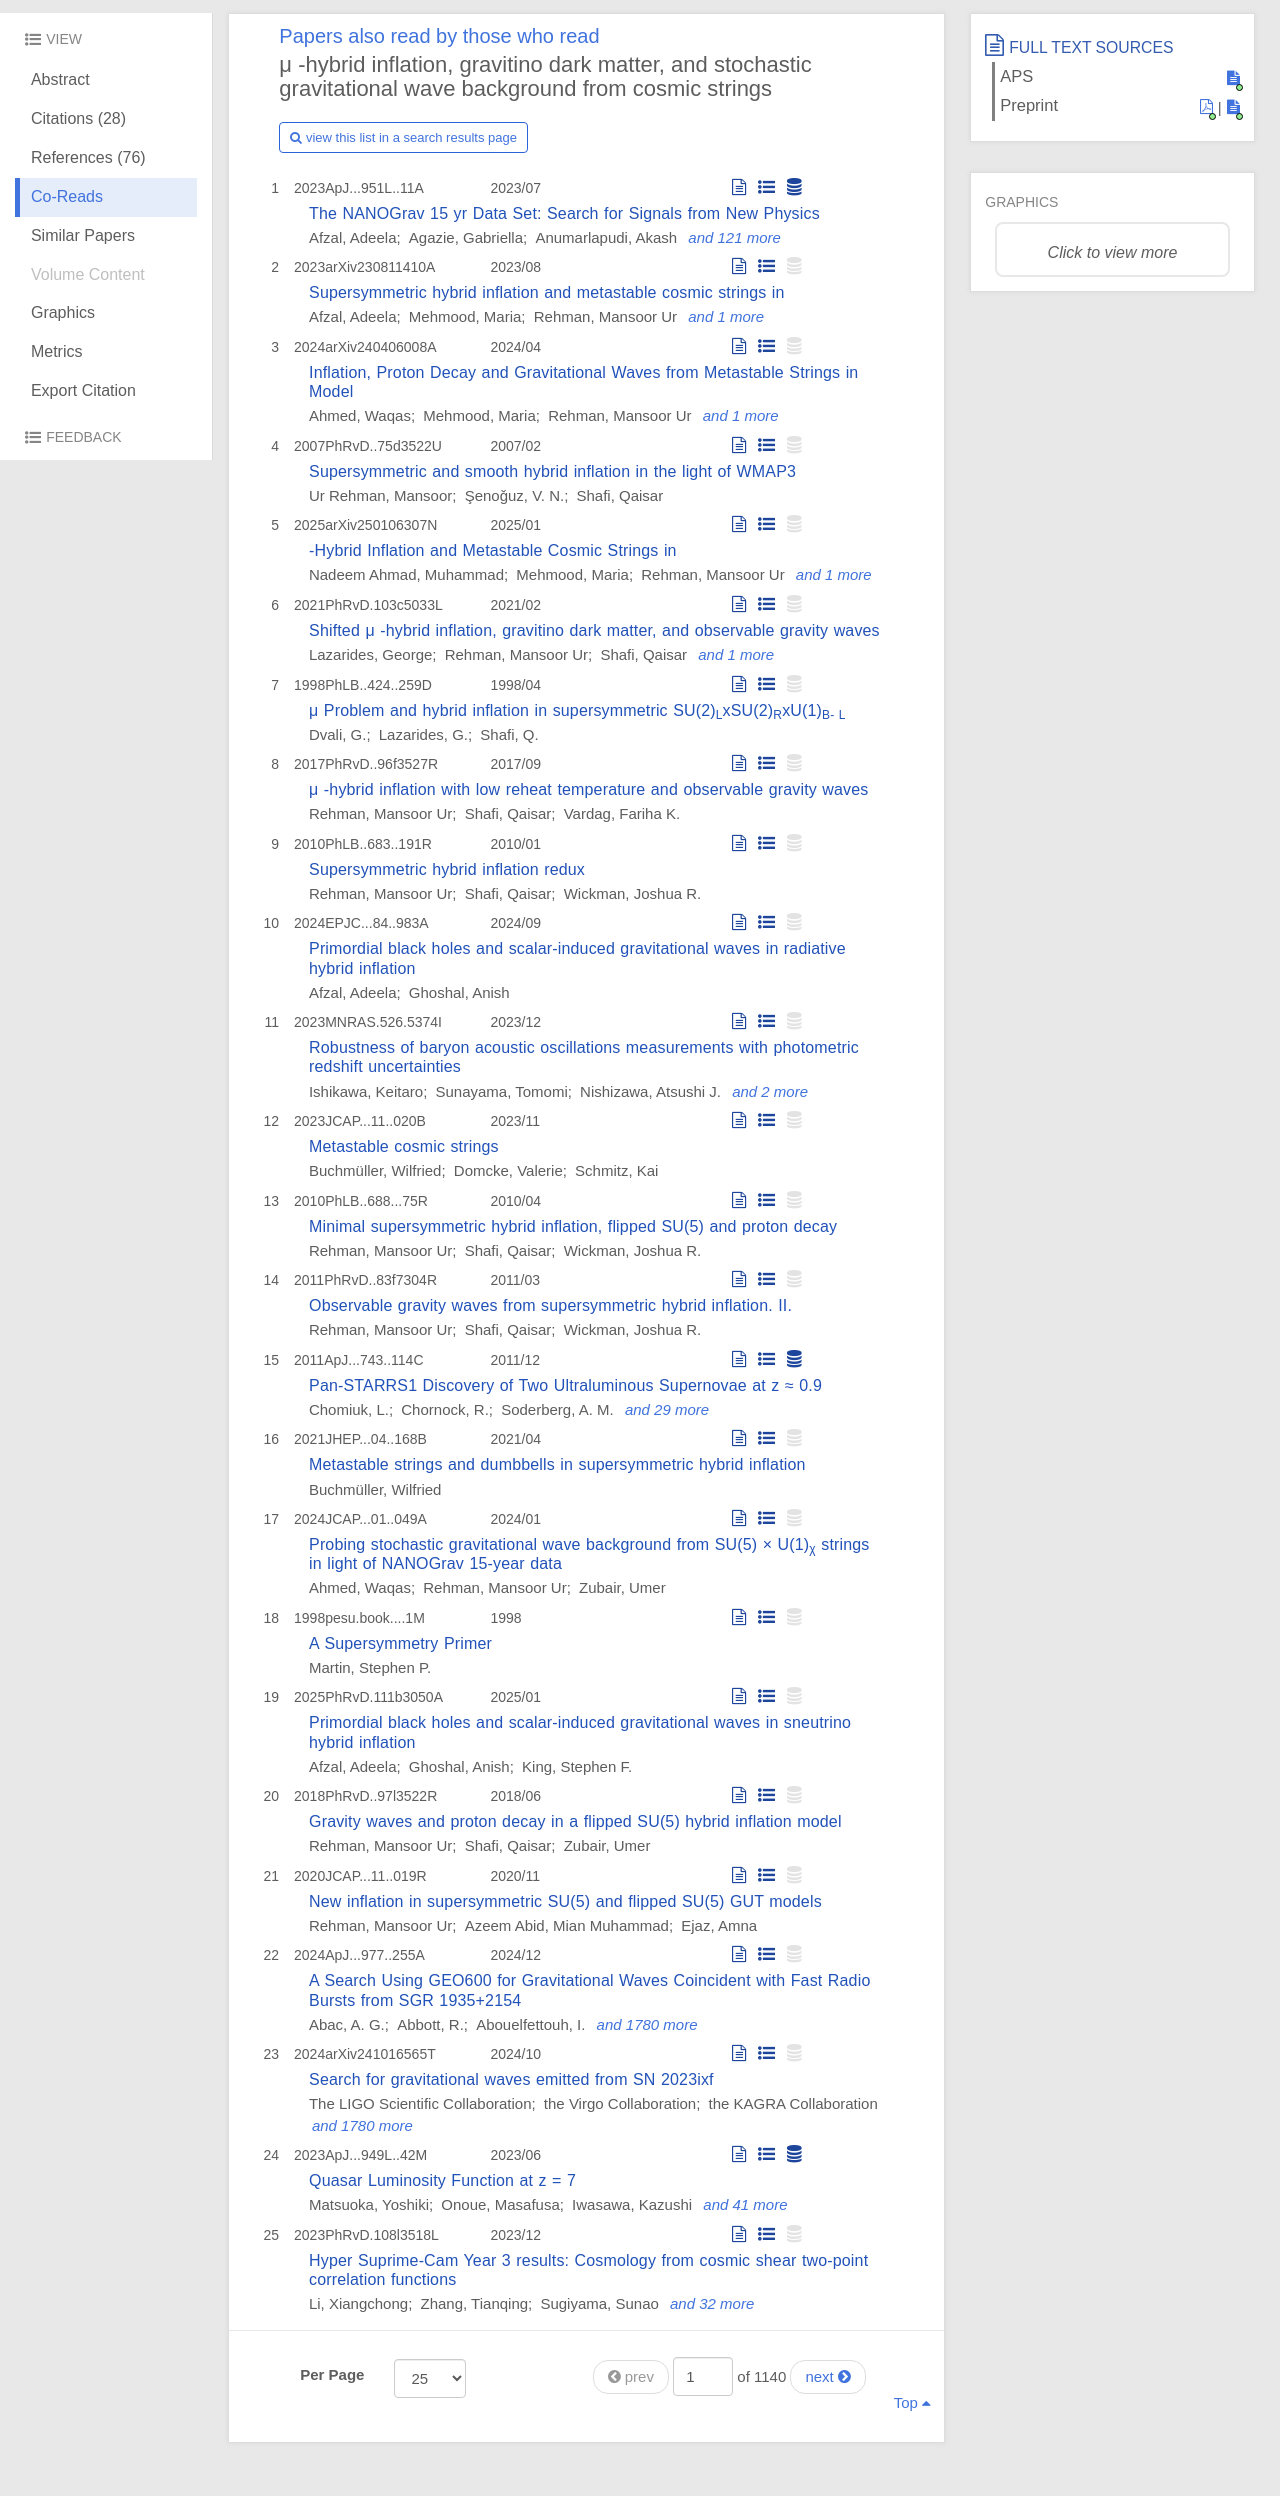 VIEW
Abstract
Citations (28)
References (76)
Co-Reads
Similar Papers
Volume Content
Graphics
Metrics
Export Citation
FEEDBACK
Papers also read by those who read
μ -hybrid inflation, gravitino dark matter, and stochastic
gravitational wave background from cosmic strings
view this list in a search results page
1 2023ApJ...951L..11A 2023/07
The NANOGrav 15 yr Data Set: Search for Signals from New Physics
Afzal, Adeela; Agazie, Gabriella; Anumarlapudi, Akash and 121 more
2 2023arXiv230811410A 2023/08
Supersymmetric hybrid inflation and metastable cosmic strings in
Afzal, Adeela; Mehmood, Maria; Rehman, Mansoor Ur and 1 more
3 2024arXiv240406008A 2024/04
Inflation, Proton Decay and Gravitational Waves from Metastable Strings in
Model
Ahmed, Waqas; Mehmood, Maria; Rehman, Mansoor Ur and 1 more
4 2007PhRvD..75d3522U 2007/02
Supersymmetric and smooth hybrid inflation in the light of WMAP3
Ur Rehman, Mansoor; Şenoğuz, V. N.; Shafi, Qaisar
5 2025arXiv250106307N 2025/01
-Hybrid Inflation and Metastable Cosmic Strings in
Nadeem Ahmad, Muhammad; Mehmood, Maria; Rehman, Mansoor Ur and 1 more
6 2021PhRvD.103c5033L 2021/02
Shifted μ -hybrid inflation, gravitino dark matter, and observable gravity waves
Lazarides, George; Rehman, Mansoor Ur; Shafi, Qaisar and 1 more
7 1998PhLB..424..259D 1998/04
μ Problem and hybrid inflation in supersymmetric SU(2)LxSU(2)RxU(1)B- L
Dvali, G.; Lazarides, G.; Shafi, Q.
8 2017PhRvD..96f3527R 2017/09
μ -hybrid inflation with low reheat temperature and observable gravity waves
Rehman, Mansoor Ur; Shafi, Qaisar; Vardag, Fariha K.
9 2010PhLB..683..191R 2010/01
Supersymmetric hybrid inflation redux
Rehman, Mansoor Ur; Shafi, Qaisar; Wickman, Joshua R.
10 2024EPJC...84..983A 2024/09
Primordial black holes and scalar-induced gravitational waves in radiative
hybrid inflation
Afzal, Adeela; Ghoshal, Anish
11 2023MNRAS.526.5374I 2023/12
Robustness of baryon acoustic oscillations measurements with photometric
redshift uncertainties
Ishikawa, Keitaro; Sunayama, Tomomi; Nishizawa, Atsushi J. and 2 more
12 2023JCAP...11..020B 2023/11
Metastable cosmic strings
Buchmüller, Wilfried; Domcke, Valerie; Schmitz, Kai
13 2010PhLB..688...75R 2010/04
Minimal supersymmetric hybrid inflation, flipped SU(5) and proton decay
Rehman, Mansoor Ur; Shafi, Qaisar; Wickman, Joshua R.
14 2011PhRvD..83f7304R 2011/03
Observable gravity waves from supersymmetric hybrid inflation. II.
Rehman, Mansoor Ur; Shafi, Qaisar; Wickman, Joshua R.
15 2011ApJ...743..114C 2011/12
Pan-STARRS1 Discovery of Two Ultraluminous Supernovae at z ≈ 0.9
Chomiuk, L.; Chornock, R.; Soderberg, A. M. and 29 more
16 2021JHEP...04..168B 2021/04
Metastable strings and dumbbells in supersymmetric hybrid inflation
Buchmüller, Wilfried
17 2024JCAP...01..049A 2024/01
Probing stochastic gravitational wave background from SU(5) × U(1)χ strings
in light of NANOGrav 15-year data
Ahmed, Waqas; Rehman, Mansoor Ur; Zubair, Umer
18 1998pesu.book....1M 1998
A Supersymmetry Primer
Martin, Stephen P.
19 2025PhRvD.111b3050A 2025/01
Primordial black holes and scalar-induced gravitational waves in sneutrino
hybrid inflation
Afzal, Adeela; Ghoshal, Anish; King, Stephen F.
20 2018PhRvD..97l3522R 2018/06
Gravity waves and proton decay in a flipped SU(5) hybrid inflation model
Rehman, Mansoor Ur; Shafi, Qaisar; Zubair, Umer
21 2020JCAP...11..019R 2020/11
New inflation in supersymmetric SU(5) and flipped SU(5) GUT models
Rehman, Mansoor Ur; Azeem Abid, Mian Muhammad; Ejaz, Amna
22 2024ApJ...977..255A 2024/12
A Search Using GEO600 for Gravitational Waves Coincident with Fast Radio
Bursts from SGR 1935+2154
Abac, A. G.; Abbott, R.; Abouelfettouh, I. and 1780 more
23 2024arXiv241016565T 2024/10
Search for gravitational waves emitted from SN 2023ixf
The LIGO Scientific Collaboration; the Virgo Collaboration; the KAGRA Collaboration
and 1780 more
24 2023ApJ...949L..42M 2023/06
Quasar Luminosity Function at z = 7
Matsuoka, Yoshiki; Onoue, Masafusa; Iwasawa, Kazushi and 41 more
25 2023PhRvD.108l3518L 2023/12
Hyper Suprime-Cam Year 3 results: Cosmology from cosmic shear two-point
correlation functions
Li, Xiangchong; Zhang, Tianqing; Sugiyama, Sunao and 32 more
Per Page 25 prev 1 of 1140 next
Top
FULL TEXT SOURCES
APS
Preprint |
GRAPHICS
Click to view more